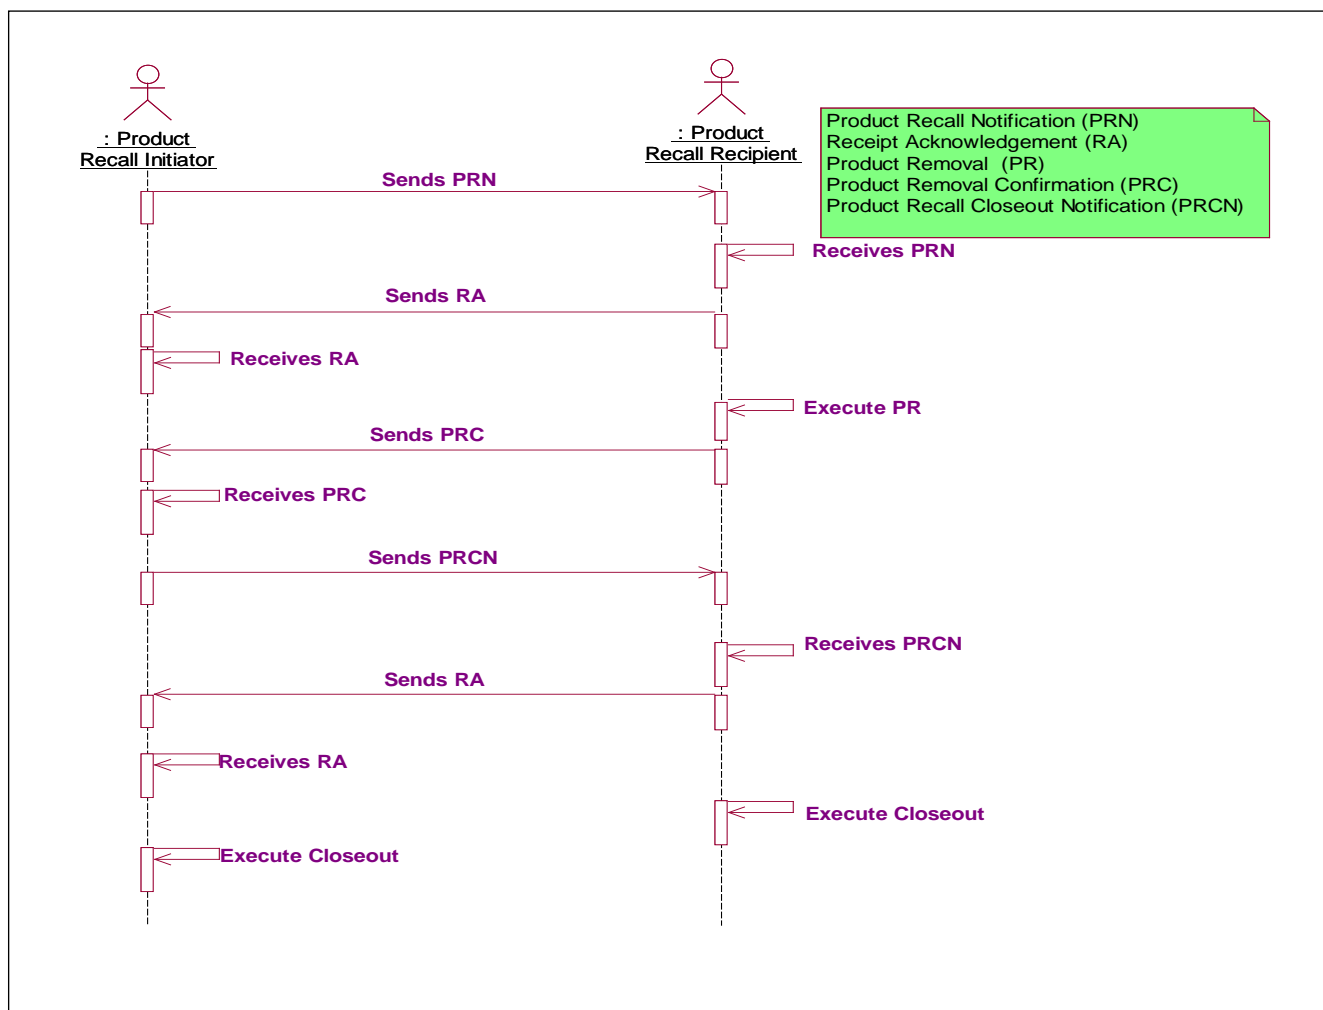 : Product
Recall Initiator
: Product
Recall Recipient
Product Recall Notification (PRN)
Receipt Acknowledgement (RA)
Product Removal  (PR)
Product Removal Confirmation (PRC)
Product Recall Closeout Notification (PRCN)
Sends PRN
Receives PRN
Sends RA
Receives RA
Execute PR
Sends PRC
Receives PRC
Sends PRCN
Receives PRCN
Sends RA
Receives RA
Execute Closeout
Execute Closeout